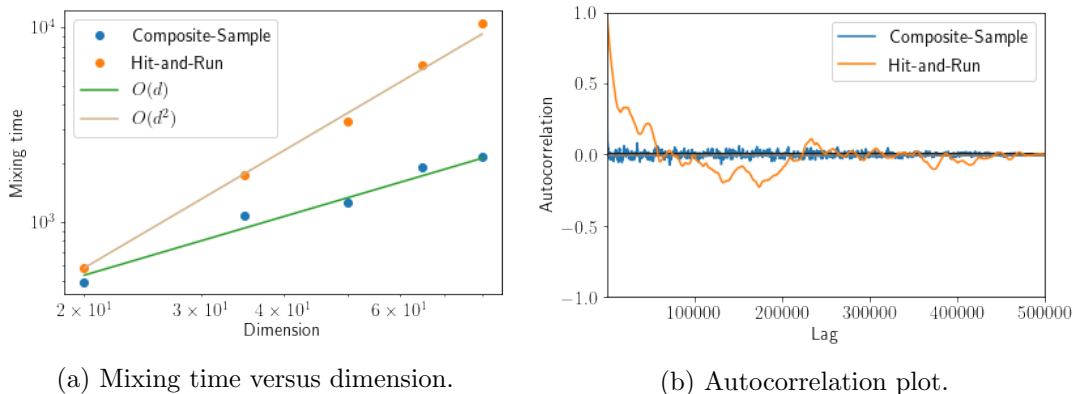 10^4
10^3
Mixing time
Composite-Sample
Hit-and-Run
O(d)
O(d^2)
2 × 10^1
3 × 10^1
4 × 10^1
6 × 10^1
Dimension
(a) Mixing time versus dimension.
1.0
0.5
0.0
−0.5
−1.0
Autocorrelation
Composite-Sample
Hit-and-Run
100000 200000 300000 400000 500000
Lag
(b) Autocorrelation plot.